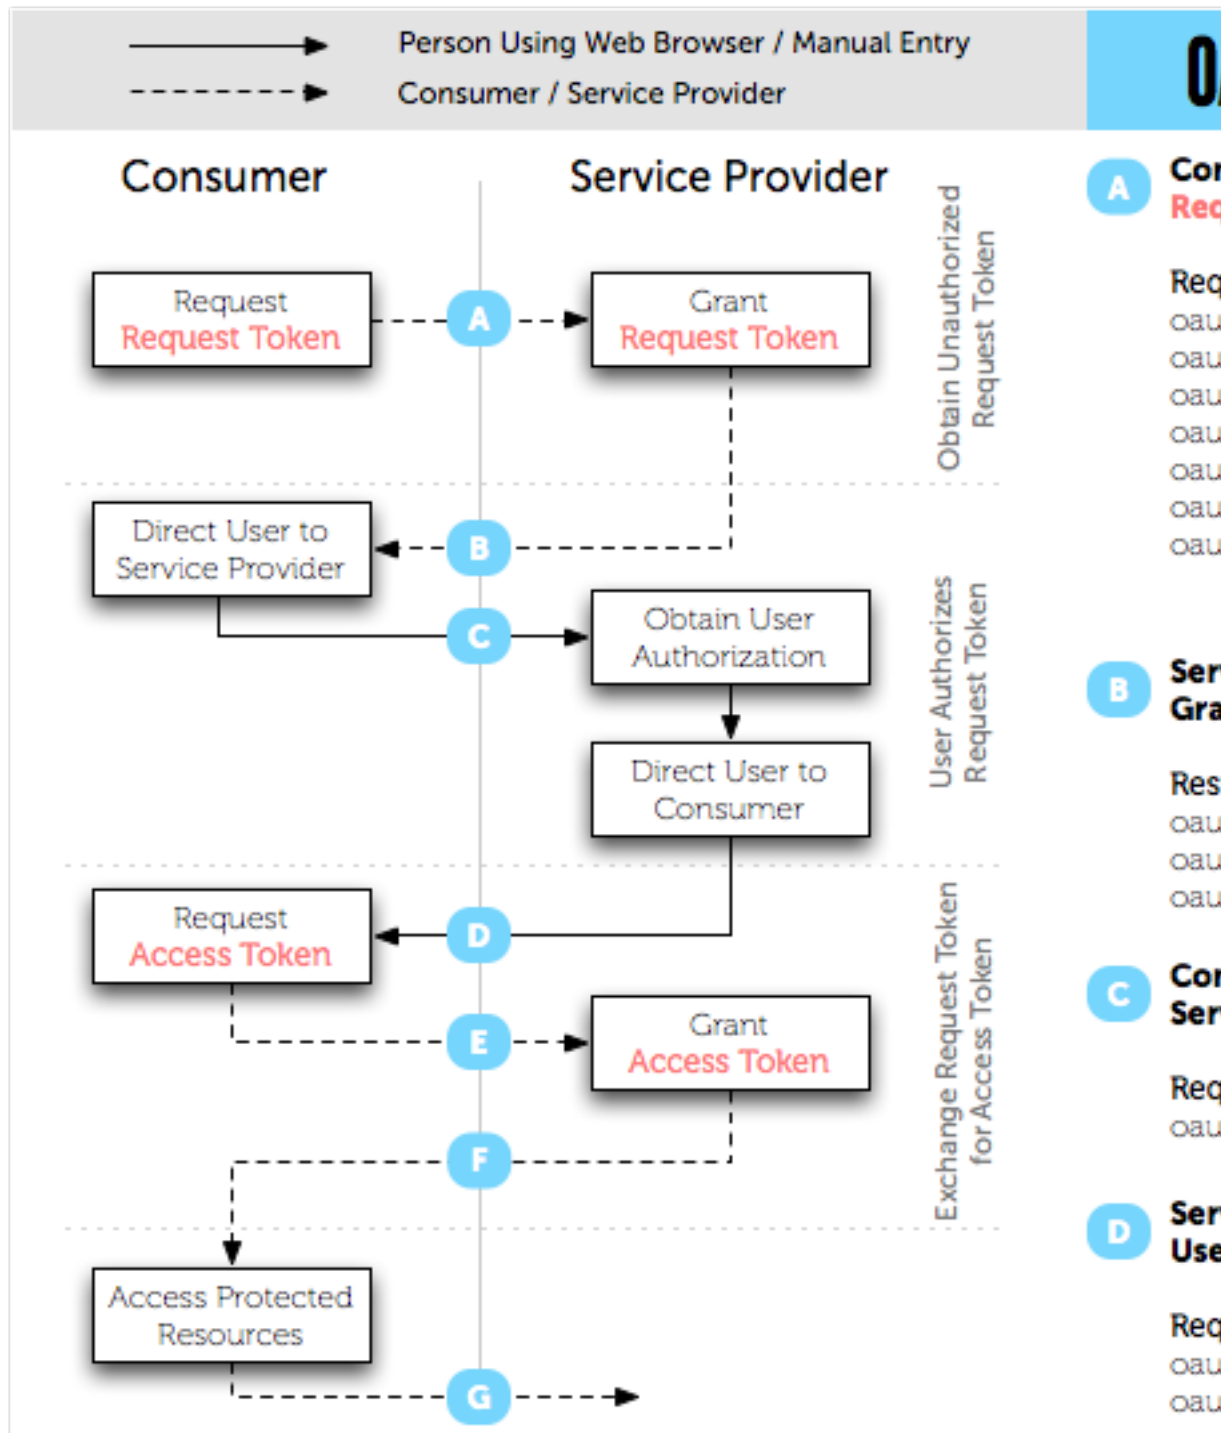 Person Using Web Browser / Manual Entry
Consumer / Service Provider
Consumer
Service Provider
Obtain Unauthorized
Request Token
Request
Request Token
A
Grant
Request Token
Direct User to
Service Provider
B
C
Obtain User
Authorization
Direct User to
Consumer
User Authorizes
Request Token
Request
Access Token
D
E
Grant
Access Token
F
Exchange Request Token
for Access Token
Access Protected
Resources
G
A
B
C
D